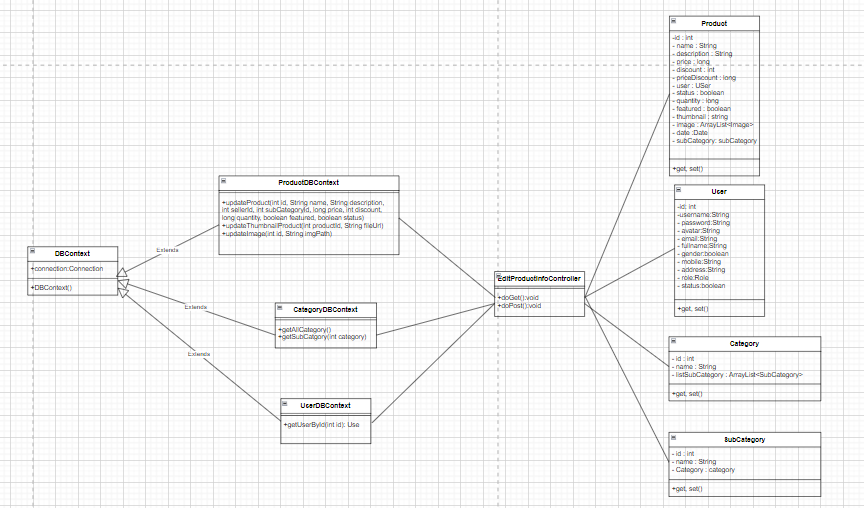 Product
-id : int
- name : String
- description : String
- price : long
- discount : int
- priceDiscount : long
- user : USer
- status : boolean
- quantity : long
- featured : boolean
- thumbnail : string
- image : ArrayList<Image>
- date :Date
- subCategory: subCategory
+get, set()
ProductDBContext
+updateProduct(int id, String name, String description,
int sellerId, int subCategoryId, long price, int discount,
long quantity, boolean featured, boolean status)
+updateThumbnailProduct(int productId, String fileUrl)
+updateImage(int id, String imgPath)
User
-id: int
-username:String
- password:String
- avatar:String
- email:String
- fullname:String
- gender:boolean
- mobile:String
- address:String
- role:Role
- status:boolean
+get, set()
DBContext
+connection:Connection
+DBContext()
Extends
Extends
Extends
EditProductInfoController
+doGet():void
+doPost():void
CategoryDBContext
+getAllCategory()
+getSubCatgory(int category)
Category
- id : int
- name : String
- listSubCategory : ArrayList<SubCategory>
+get, set()
UserDBContext
+getUserById(int id): Use
SubCategory
- id : int
- name : String
- Category : category
+get, set()